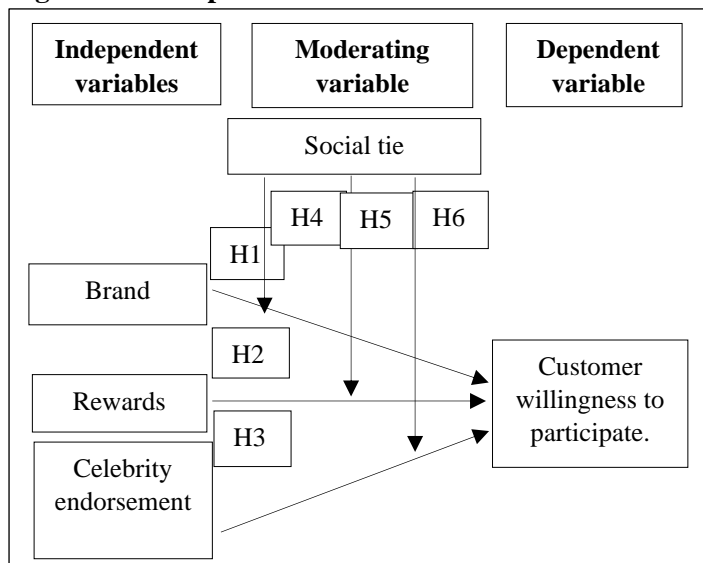 Independent
variables
Moderating
variable
Dependent
variable
Social tie
H4
H5
H6
H1
Brand
H2
Customer
willingness to
participate.
Rewards
H3
Celebrity
endorsement